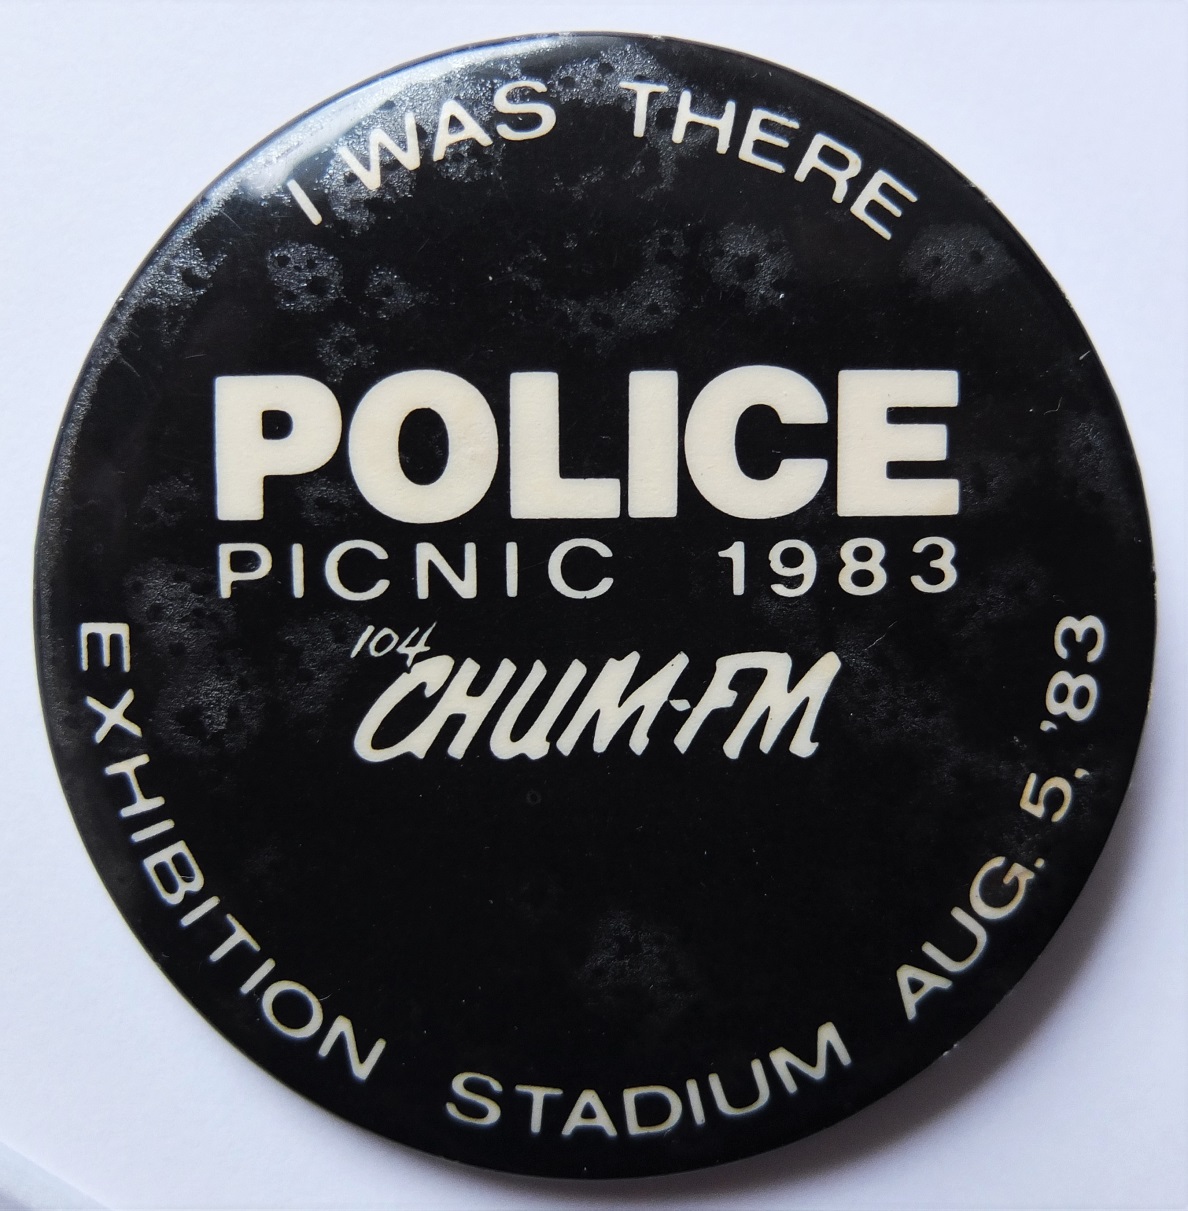 I WAS THERE
POLICE
PICNIC 1983
104
CHUM-FM
EXHIBITION STADIUM AUG. 5, '83